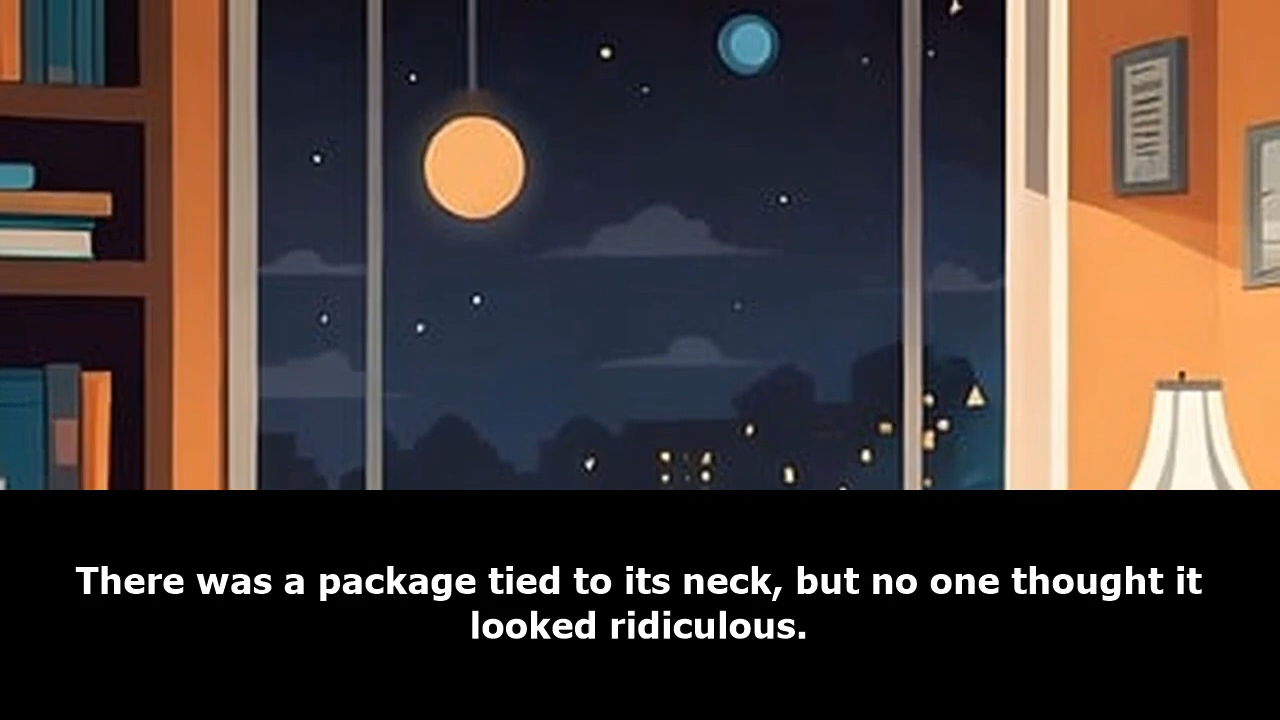 There was a package tied to its neck, but no one thought it
looked ridiculous.